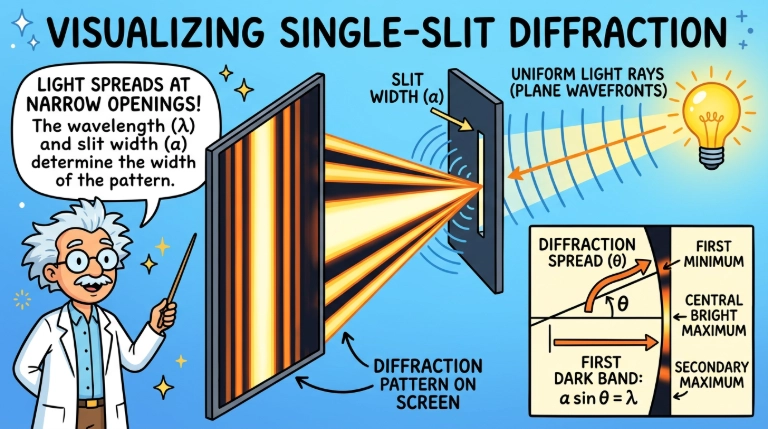 VISUALIZING SINGLE-SLIT DIFFRACTION
LIGHT SPREADS AT
NARROW OPENINGS!
The wavelength (λ)
and slit width (a)
determine the width
of the pattern.
SLIT
WIDTH (a)
UNIFORM LIGHT RAYS
(PLANE WAVEFRONTS)
DIFFRACTION
PATTERN ON
SCREEN
DIFFRACTION
SPREAD (θ)
θ
FIRST
MINIMUM
CENTRAL
BRIGHT
MAXIMUM
FIRST
DARK BAND:
a sin θ = λ
SECONDARY
MAXIMUM